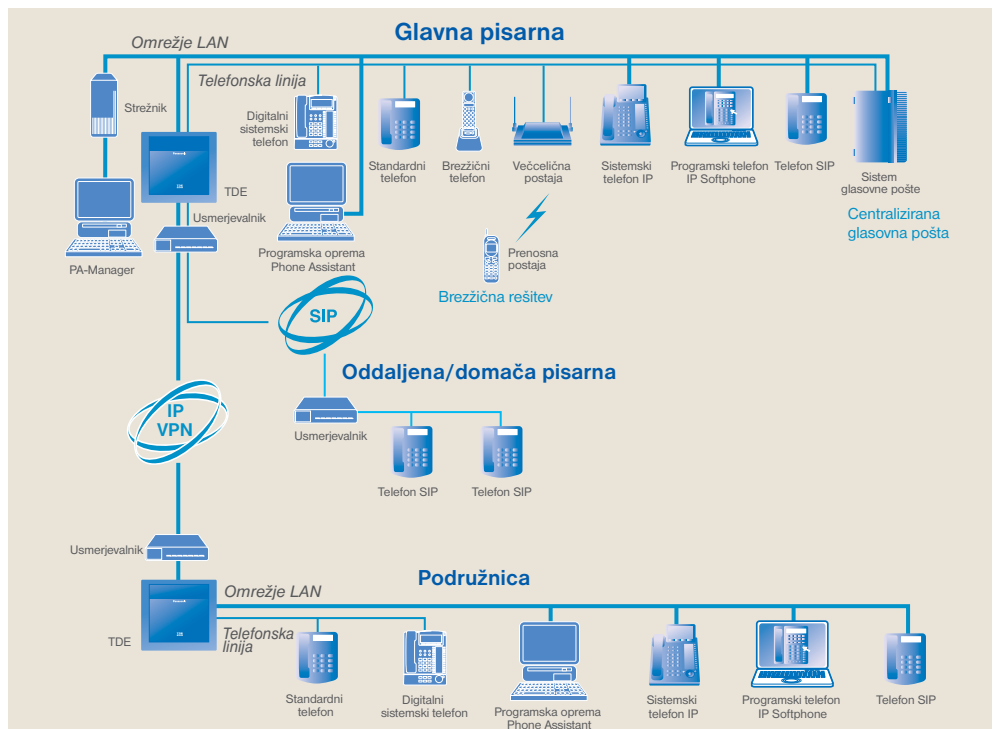 Glavna pisarna
Omrežje LAN
Telefonska linija
Strežnik
Digitalni
sistemski
telefon
Standardni
telefon
Brezžični
telefon
Večcelična
postaja
Sistemski
telefon IP
Programski telefon
IP Softphone
Telefon SIP
Sistem
glasovne pošte
TDE
Usmerjevalnik
Centralizirana
glasovna pošta
PA-Manager
Programska oprema
Phone Assistant
Prenosna
postaja
Brezžična rešitev
SIP
Oddaljena/domača pisarna
IP
VPN
Usmerjevalnik
Telefon SIP
Telefon SIP
Usmerjevalnik
Podružnica
Omrežje LAN
Telefonska
linija
TDE
Standardni
telefon
Digitalni
sistemski telefon
Programska oprema
Phone Assistant
Sistemski
telefon IP
Programski telefon
IP Softphone
Telefon SIP